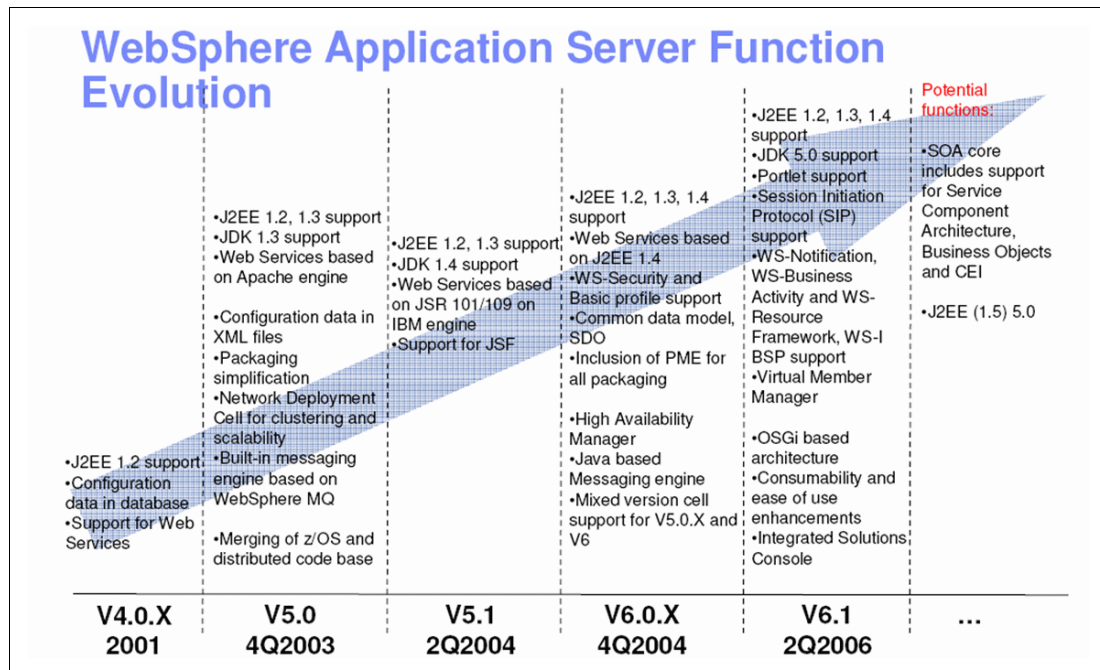 WebSphere Application Server Function
Evolution
•J2EE 1.2 support
•Configuration
data in database
•Support for Web
Services
•J2EE 1.2, 1.3 support
•JDK 1.3 support
•Web Services based
on Apache engine
•Configuration data in
XML files
•Packaging
simplification
•Network Deployment
Cell for clustering and
scalability
•Built-in messaging
engine based on
WebSphere MQ
•Merging of z/OS and
distributed code base
•J2EE 1.2, 1.3 support
•JDK 1.4 support
•Web Services based
on JSR 101/109 on
IBM engine
•Support for JSF
•J2EE 1.2, 1.3, 1.4
support
•Web Services based
on J2EE 1.4
•WS-Security and
Basic profile support
•Common data model,
SDO
•Inclusion of PME for
all packaging
•High Availability
Manager
•Java based
Messaging engine
•Mixed version cell
support for V5.0.X and
V6
•J2EE 1.2, 1.3, 1.4
support
•JDK 5.0 support
•Portlet support
•Session Initiation
Protocol (SIP)
support
•WS-Notification,
WS-Business
Activity and WS-
Resource
Framework, WS-I
BSP support
•Virtual Member
Manager
•OSGi based
architecture
•Consumability and
ease of use
enhancements
•Integrated Solutions
Console
Potential
functions:
•SOA core
includes support
for Service
Component
Architecture,
Business Objects
and CEI
•J2EE (1.5) 5.0
V4.0.X
2001
V5.0
4Q2003
V5.1
2Q2004
V6.0.X
4Q2004
V6.1
2Q2006
...